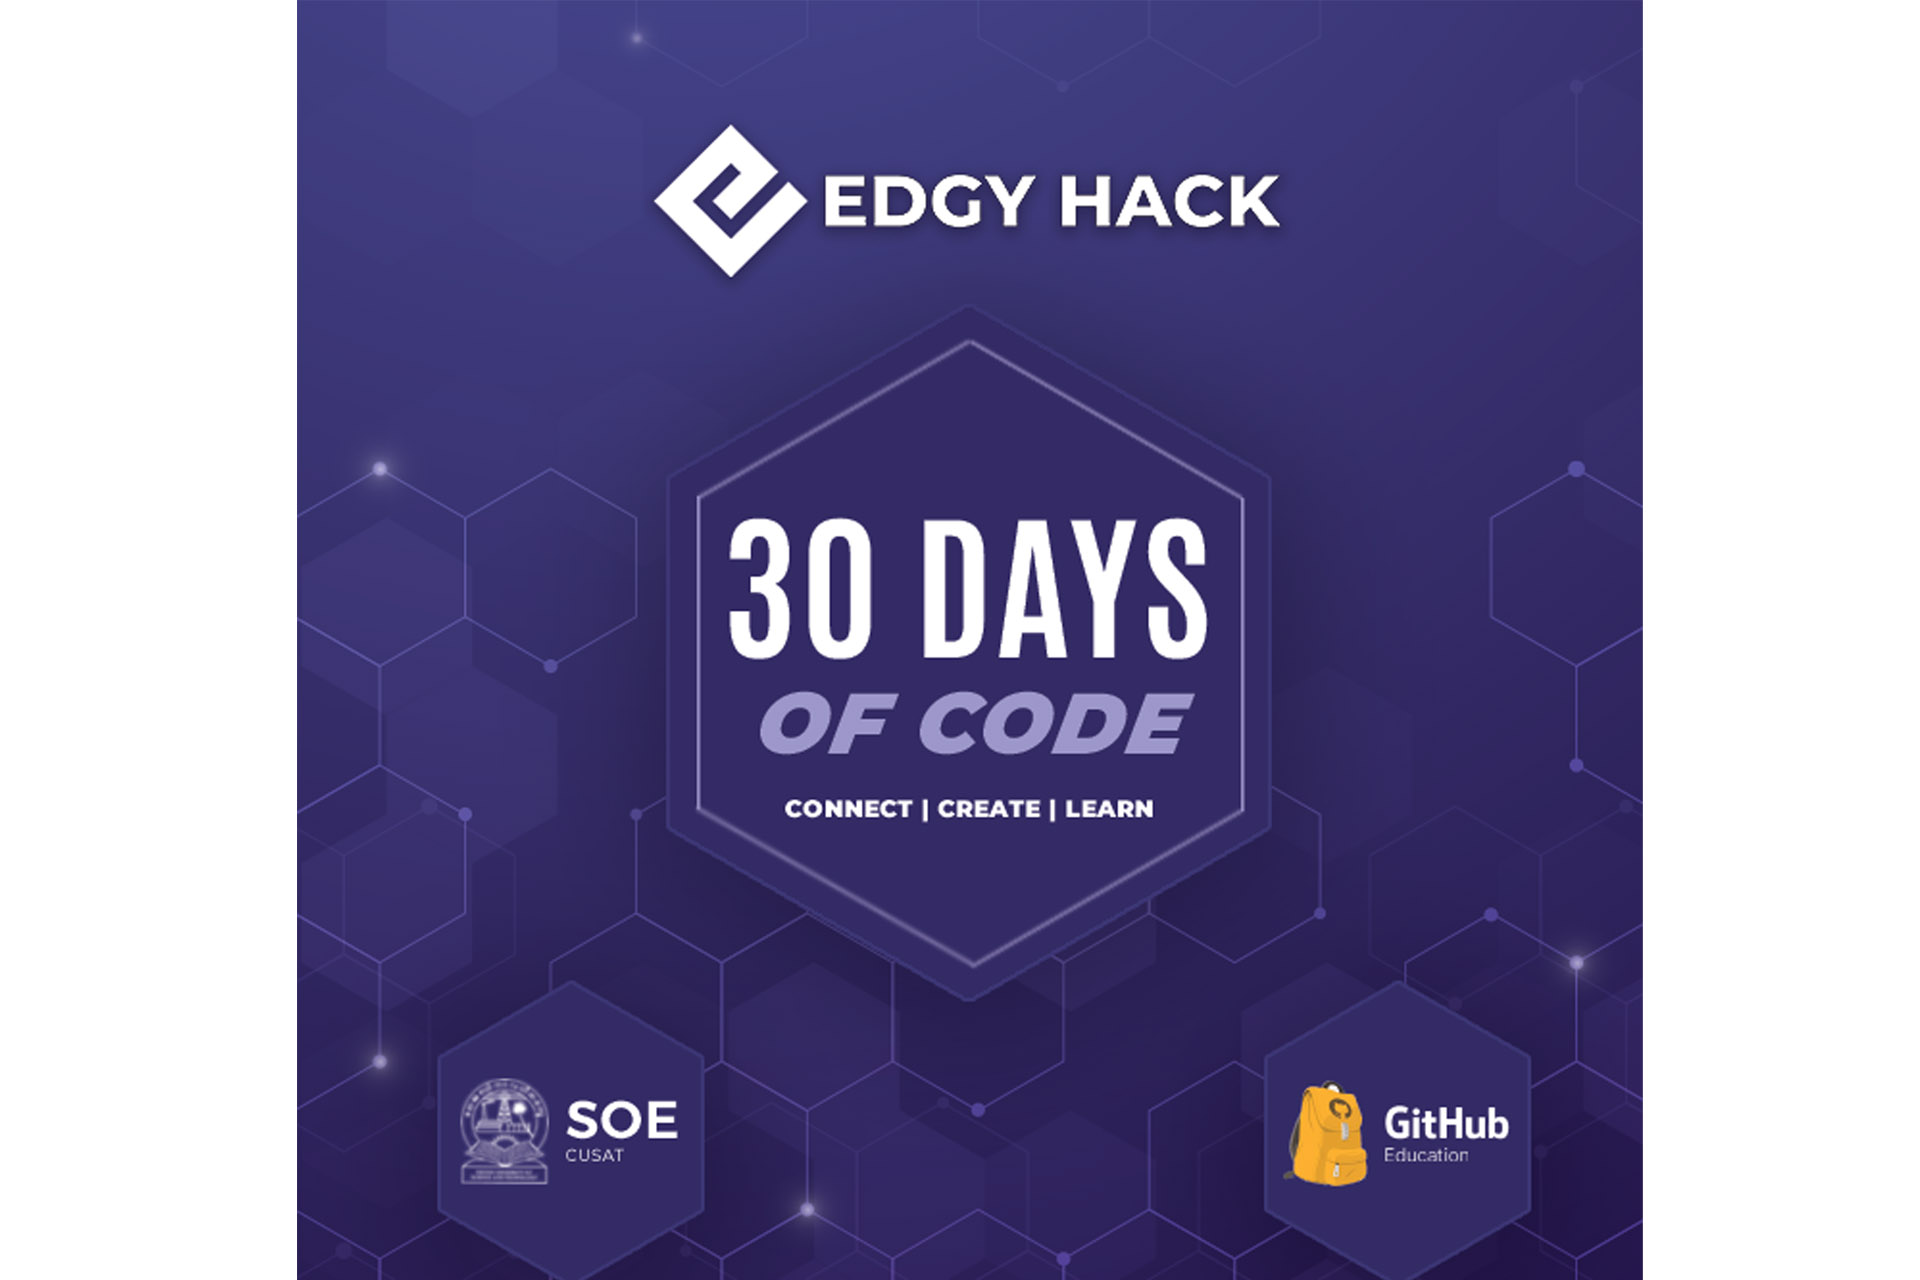 EDGY HACK
30 DAYS
OF CODE
CONNECT | CREATE | LEARN
SOE
CUSAT
GitHub
Education